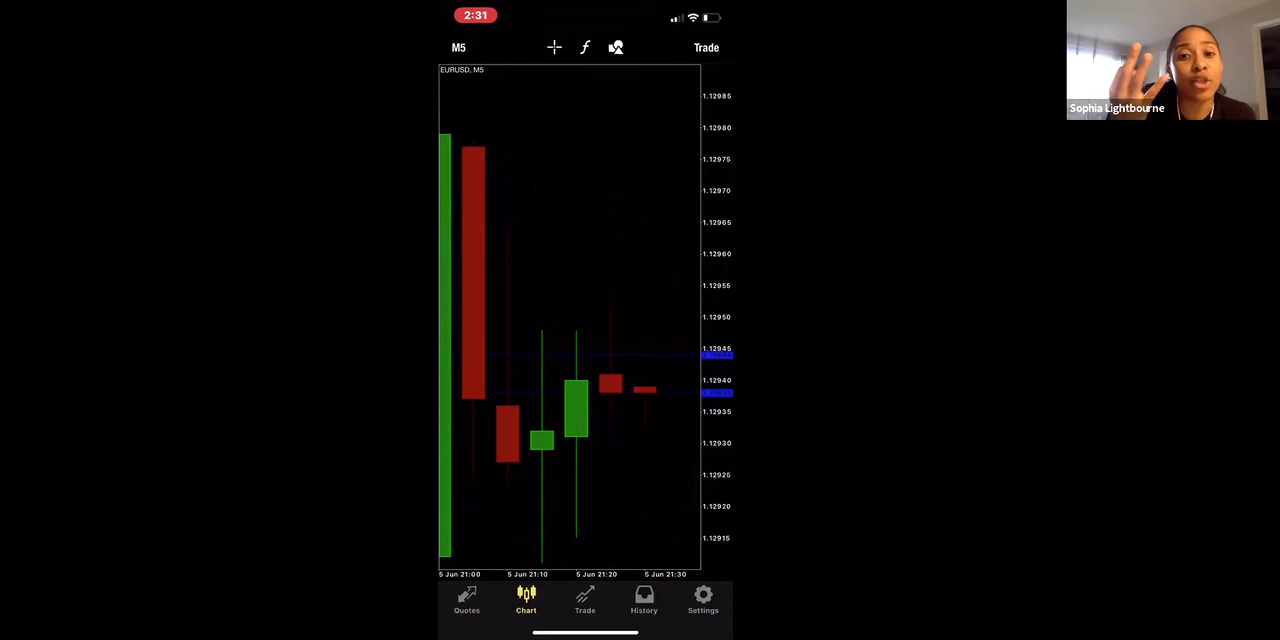 2:31
M5
f
Trade
Sophia Lightbourne
EURUSD, M5
1.12985
1.12980
1.12975
1.12970
1.12965
1.12960
1.12955
1.12950
1.12945
1.12940
1.12935
1.12930
1.12925
1.12920
1.12915
5 Jun 21:00
5 Jun 21:10
5 Jun 21:20
5 Jun 21:30
Quotes
Chart
Trade
History
Settings